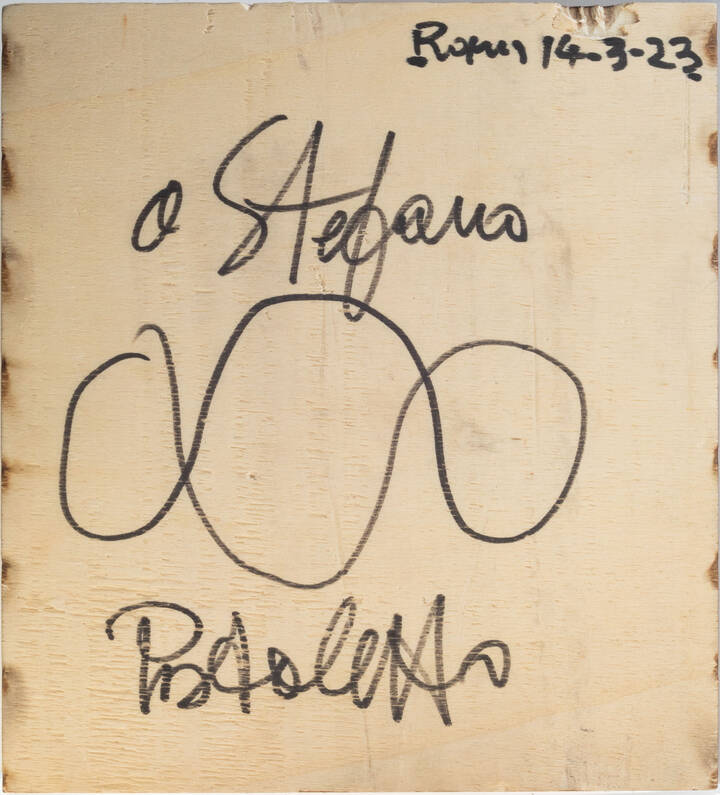 Roma 14-3-23
a Stefano
Pistoletto